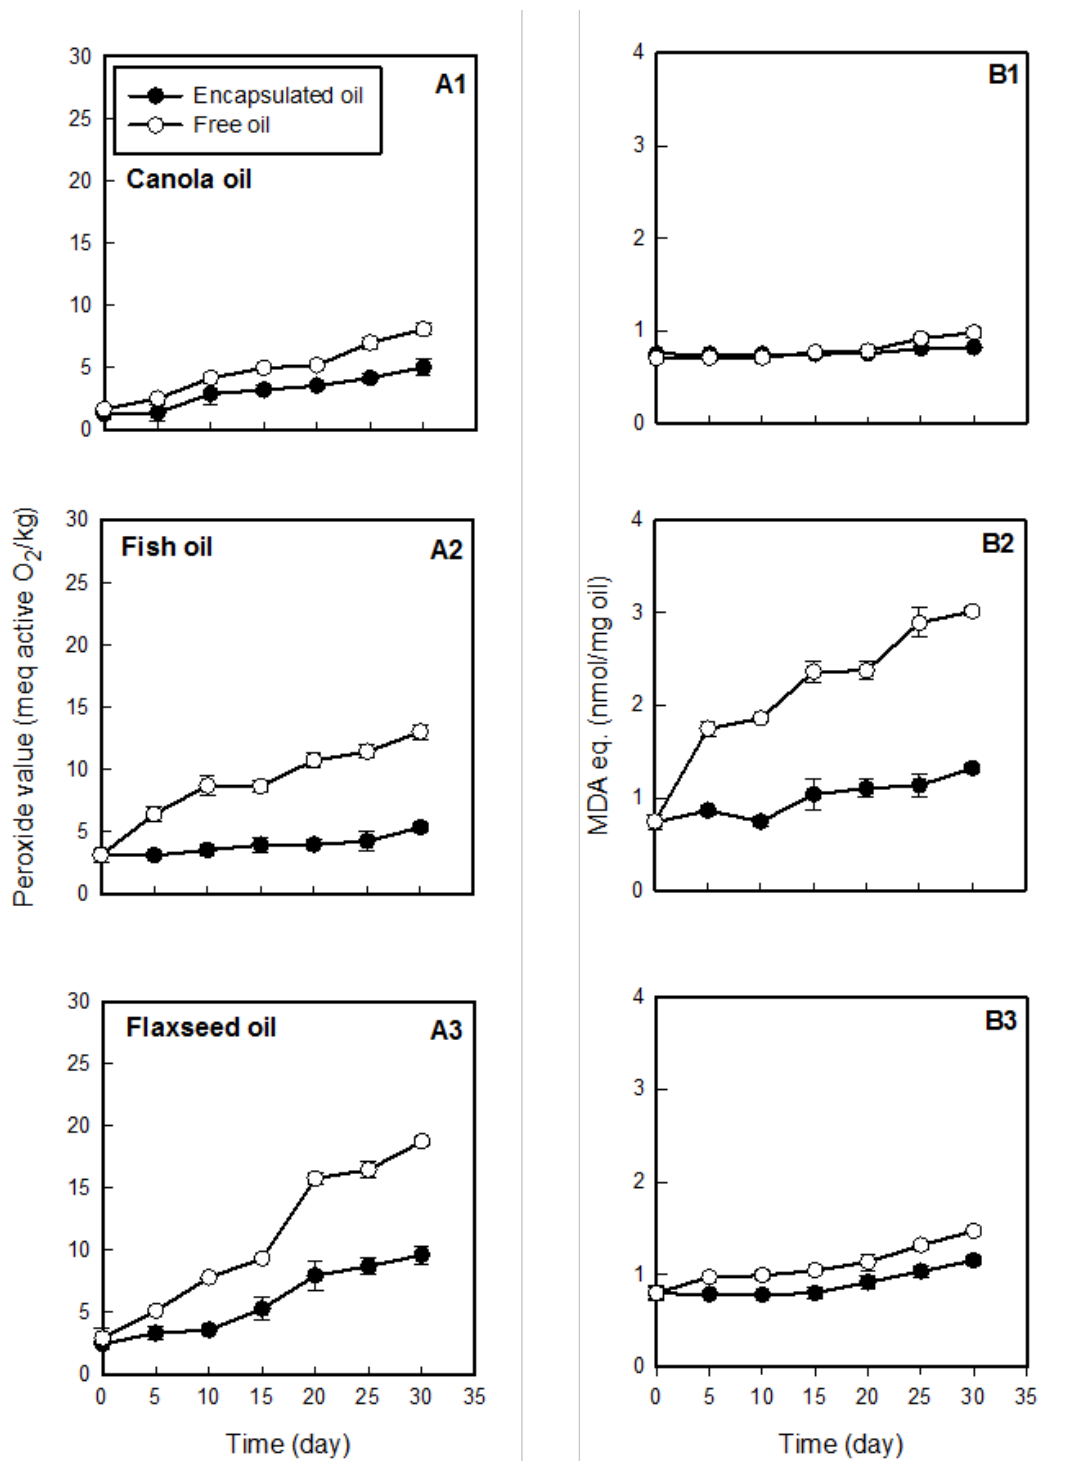 30
25
20
15
10
5
0
Encapsulated oil
Free oil
A1
Canola oil
4
3
2
1
0
B1
Peroxide value (meq active O2/kg)
30
25
20
15
10
5
0
Fish oil
A2
MDA eq. (nmol/mg oil)
4
3
2
1
0
B2
30
25
20
15
10
5
0
Flaxseed oil
A3
0 5 10 15 20 25 30 35
Time (day)
4
3
2
1
0
B3
0 5 10 15 20 25 30 35
Time (day)